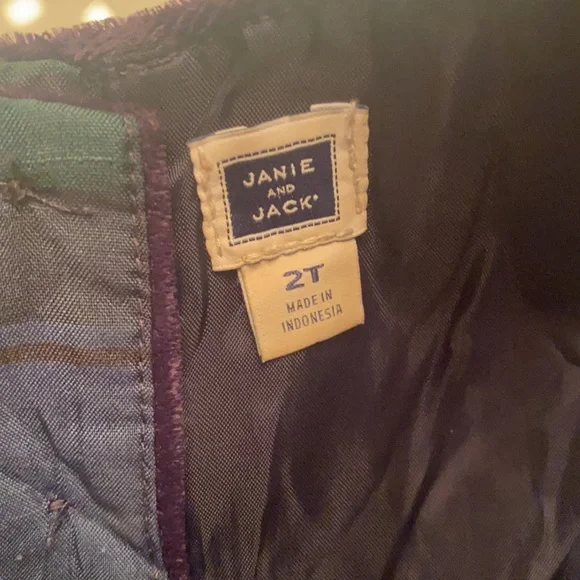 JANIE
AND
JACK®
2T
MADE IN
INDONESIA